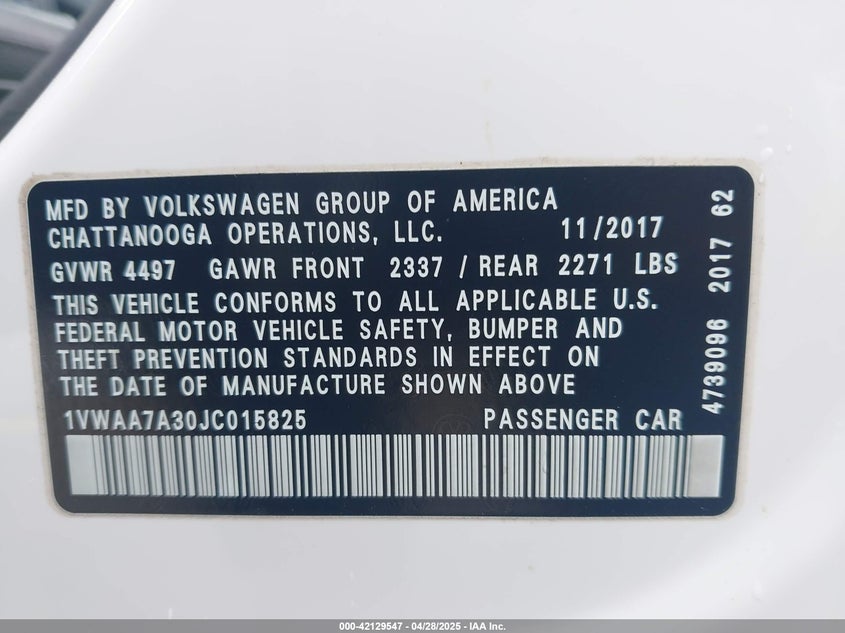 MFD BY VOLKSWAGEN GROUP OF AMERICA
CHATTANOOGA OPERATIONS, LLC. 11/2017
GVWR 4497 GAWR FRONT 2337 / REAR 2271 LBS
THIS VEHICLE CONFORMS TO ALL APPLICABLE U.S.
FEDERAL MOTOR VEHICLE SAFETY, BUMPER AND
THEFT PREVENTION STANDARDS IN EFFECT ON
THE DATE OF MANUFACTURE SHOWN ABOVE
1VWAA7A30JC015825 PASSENGER CAR
4739096 2017 62
000-42129547 - 04/28/2025 - IAA Inc.